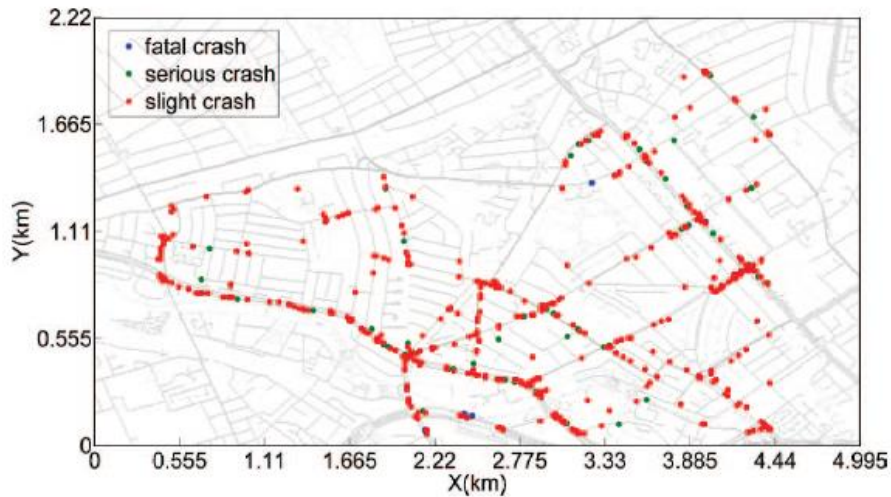 2.22
fatal crash
serious crash
slight crash
1.665
1.11
Y(km)
0.555
0
0 0.555 1.11 1.665 2.22 2.775 3.33 3.885 4.44 4.995
X(km)